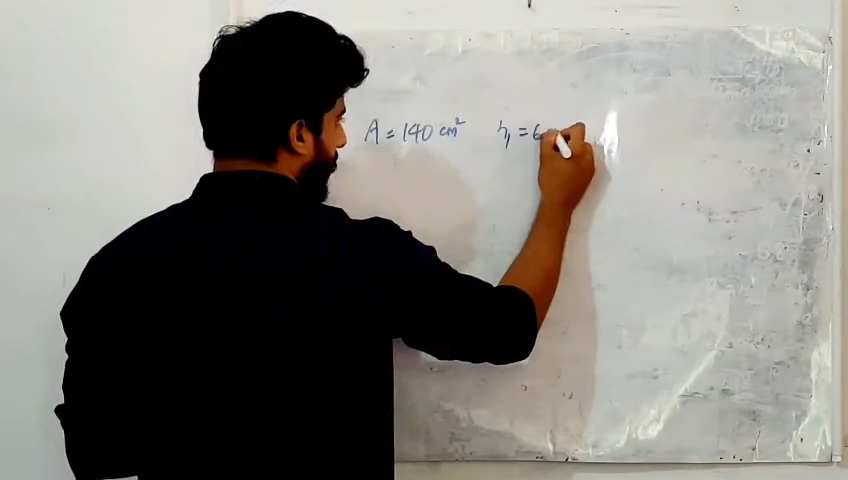 A = 140 cm² h₁ = 6